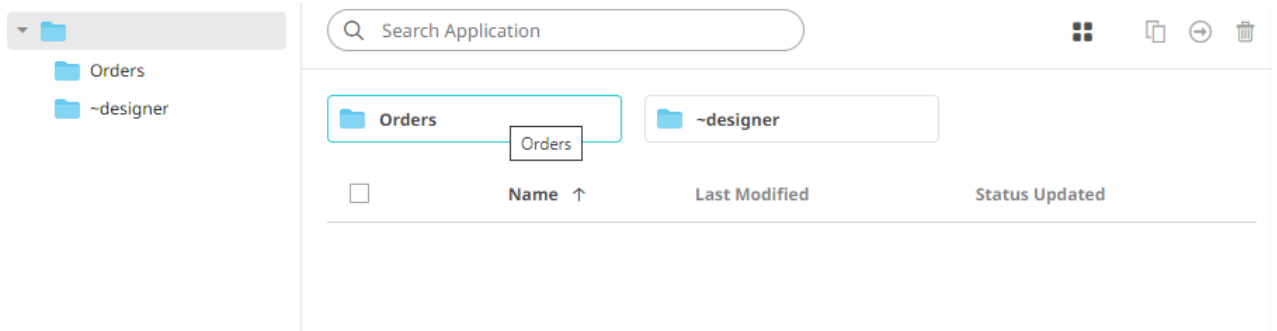 Search Application
Orders
~designer
Orders
~designer
Orders
Name ↑ Last Modified Status Updated